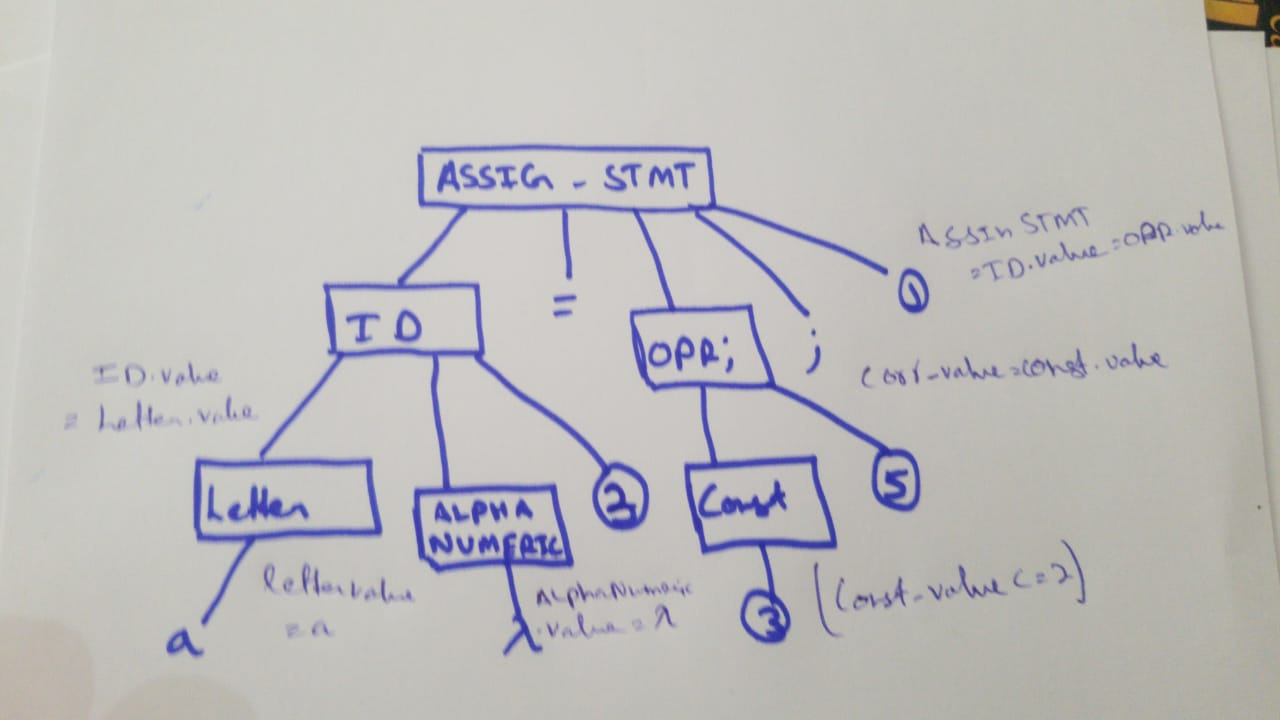 ASSIG - STMT
ASSIn STMT
= ID.value = OPR.value
①
ID
=
OPR;
;
ID.value
= Letter.value
value = const.value
Letter
ALPHA
NUMERIC
2
Const
5
letter.value
= a
AlphaNumeric
.value = λ
3
(Const-value <= 2)
a
λ